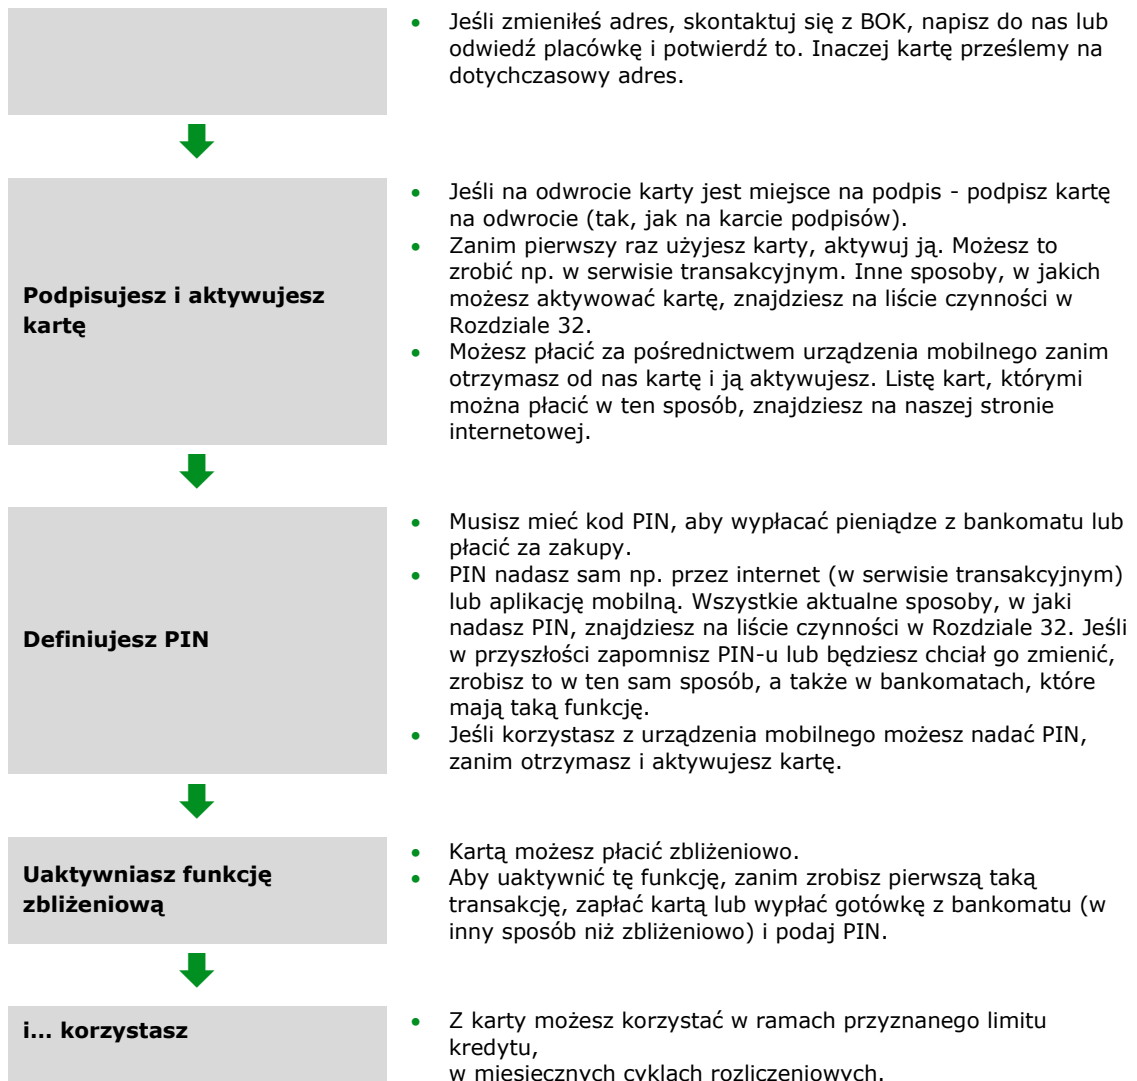 • Jeśli zmieniłeś adres, skontaktuj się z BOK, napisz do nas lub
odwiedź placówkę i potwierdź to. Inaczej kartę prześlemy na
dotychczasowy adres.
Podpisujesz i aktywujesz
kartę
• Jeśli na odwrocie karty jest miejsce na podpis - podpisz kartę
na odwrocie (tak, jak na karcie podpisów).
• Zanim pierwszy raz użyjesz karty, aktywuj ją. Możesz to
zrobić np. w serwisie transakcyjnym. Inne sposoby, w jakich
możesz aktywować kartę, znajdziesz na liście czynności w
Rozdziale 32.
• Możesz płacić za pośrednictwem urządzenia mobilnego zanim
otrzymasz od nas kartę i ją aktywujesz. Listę kart, którymi
można płacić w ten sposób, znajdziesz na naszej stronie
internetowej.
Definiujesz PIN
• Musisz mieć kod PIN, aby wypłacać pieniądze z bankomatu lub
płacić za zakupy.
• PIN nadasz sam np. przez internet (w serwisie transakcyjnym)
lub aplikację mobilną. Wszystkie aktualne sposoby, w jaki
nadasz PIN, znajdziesz na liście czynności w Rozdziale 32. Jeśli
w przyszłości zapomnisz PIN-u lub będziesz chciał go zmienić,
zrobisz to w ten sam sposób, a także w bankomatach, które
mają taką funkcję.
• Jeśli korzystasz z urządzenia mobilnego możesz nadać PIN,
zanim otrzymasz i aktywujesz kartę.
Uaktywniasz funkcję
zbliżeniową
• Kartą możesz płacić zbliżeniowo.
• Aby uaktywnić tę funkcję, zanim zrobisz pierwszą taką
transakcję, zapłać kartą lub wypłać gotówkę z bankomatu (w
inny sposób niż zbliżeniowo) i podaj PIN.
i... korzystasz
• Z karty możesz korzystać w ramach przyznanego limitu
kredytu,
w miesięcznych cyklach rozliczeniowych.